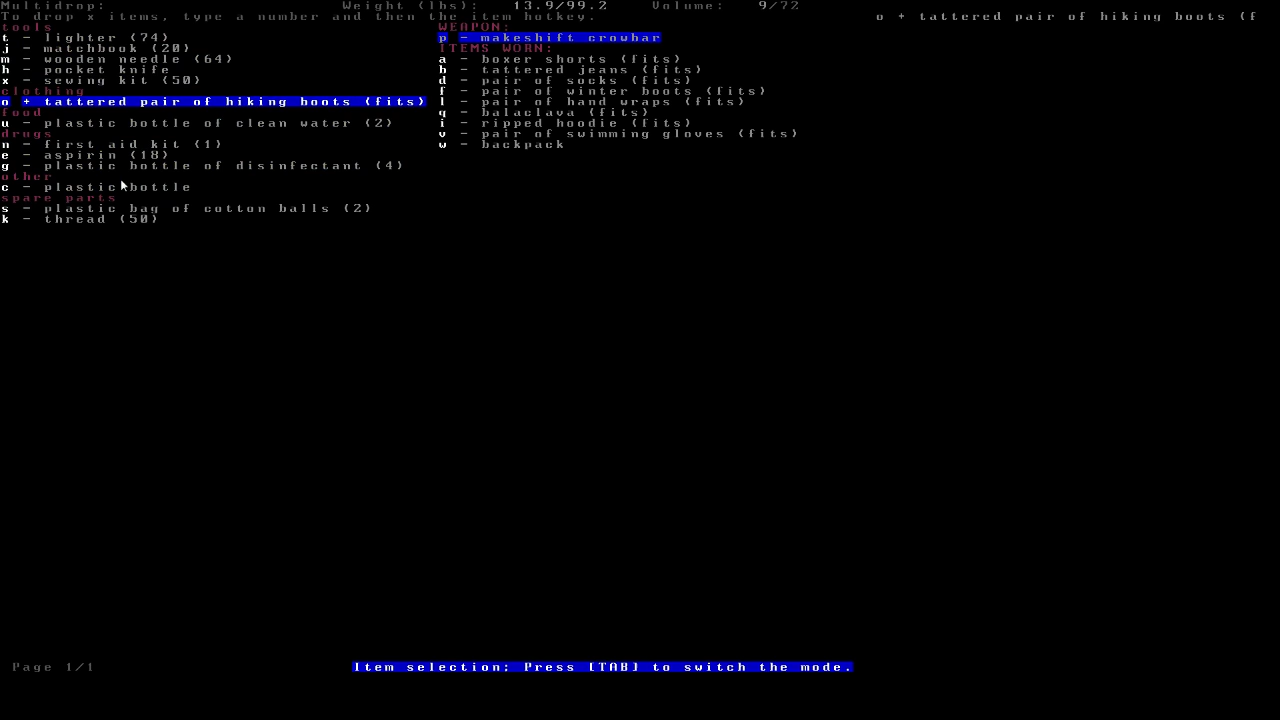 Multidrop: Weight (lbs): 13.9/99.2 Volume: 9/72
To drop x items, type a number and then the item hotkey.
tools
t - lighter (74)
j - matchbook (20)
m - wooden needle (64)
h - pocket knife
x - sewing kit (50)
clothing
o + tattered pair of hiking boots (fits)
food
u - plastic bottle of clean water (2)
drugs
n - first aid kit (1)
e - aspirin (18)
g - plastic bottle of disinfectant (4)
other
c - plastic bottle
spare parts
s - plastic bag of cotton balls (2)
k - thread (50)
WEAPON:
p - makeshift crowbar
ITEMS WORN:
a - boxer shorts (fits)
b - tattered jeans (fits)
d - pair of socks (fits)
f - pair of winter boots (fits)
l - pair of hand wraps (fits)
q - balaclava (fits)
i - ripped hoodie (fits)
v - pair of swimming gloves (fits)
w - backpack
o + tattered pair of hiking boots (f
Page 1/1
Item selection: Press [TAB] to switch the mode.